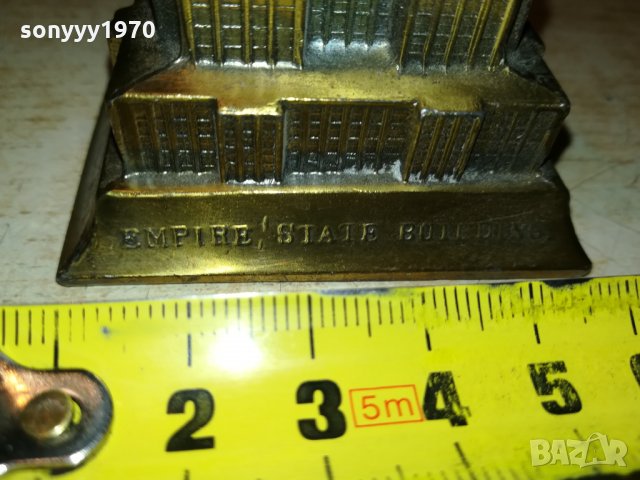 sonyyy1970
EMPIRE STATE BUILDING
2 3 5m 4 5
BAZAR